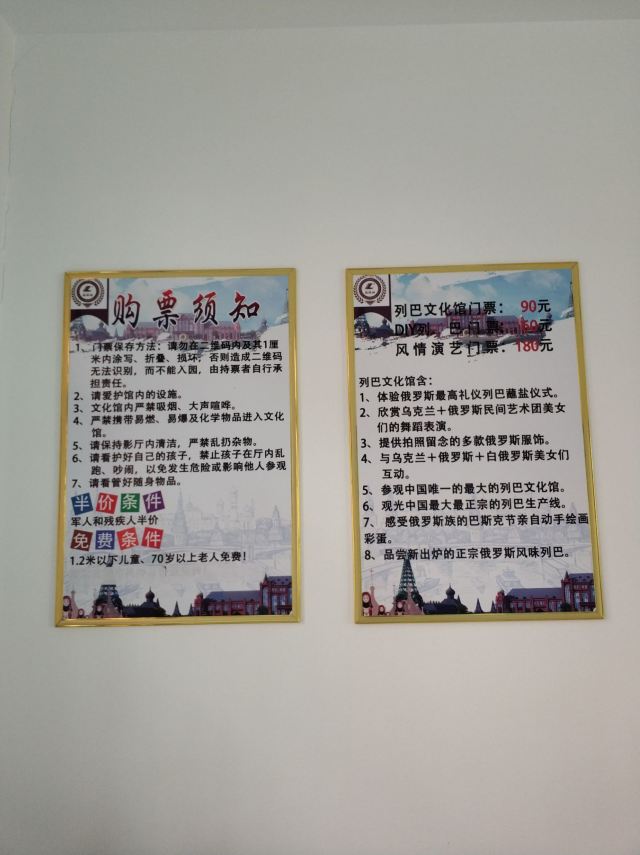 购票须知
1、门票保存方法：请勿在二维码内及其1厘
米内涂写、折叠、损坏，否则造成二维码
无法识别，而不能入园，由持票者自行承
担责任。
2、请爱护馆内的设施。
3、文化馆内严禁吸烟、大声喧哗。
4、严禁携带易燃、易爆及化学物品进入文化
馆。
5、请保持影厅内清洁，严禁乱扔杂物。
6、请看护好自己的孩子，禁止孩子在厅内乱
跑、吵闹，以免发生危险或影响他人参观
7、请看管好随身物品。
半价条件
军人和残疾人半价
免费条件
1.2米以下儿童、70岁以上老人免费！
列巴文化馆门票：90元
DIY列 巴门票： 元
风情演艺门票：180元
列巴文化馆含：
1、体验俄罗斯最高礼仪列巴蘸盐仪式。
2、欣赏乌克兰＋俄罗斯民间艺术团美女
们的舞蹈表演。
3、提供拍照留念的多款俄罗斯服饰。
4、与乌克兰＋俄罗斯＋白俄罗斯美女们
互动。
5、参观中国唯一的最大的列巴文化馆。
6、观光中国最大最正宗的列巴生产线。
7、感受俄罗斯族的巴斯克节亲自动手绘画
彩蛋。
8、品尝新出炉的正宗俄罗斯风味列巴。